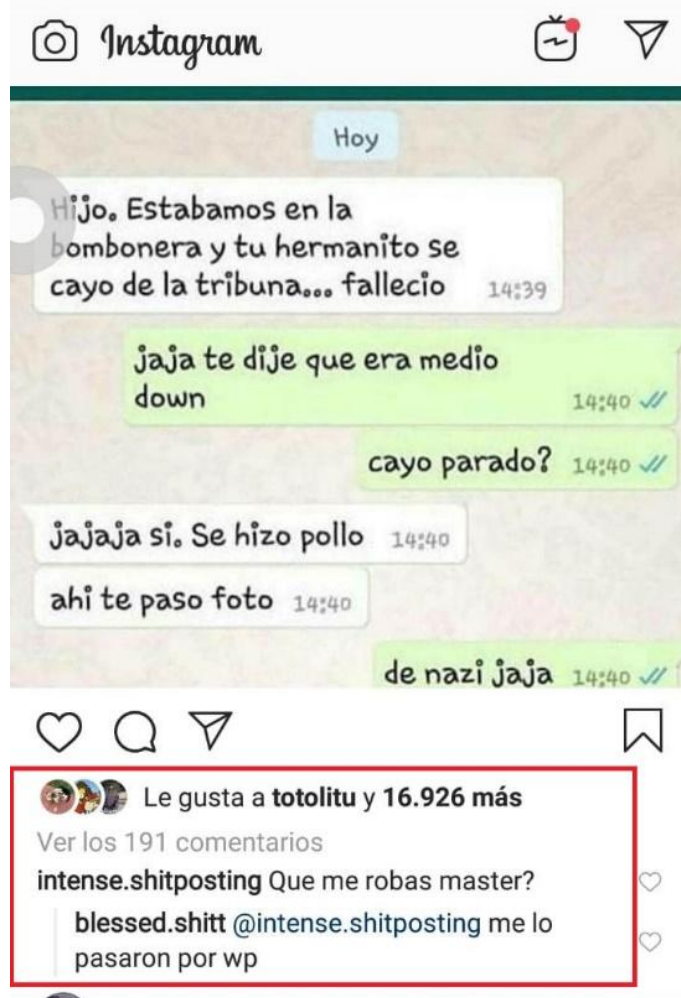 Instagram
Hoy
Hijo. Estabamos en la
bombonera y tu hermanito se
cayo de la tribuna... fallecio 14:39
jaja te dije que era medio
down 14:40
cayo parado? 14:40
jajaja si. Se hizo pollo 14:40
ahi te paso foto 14:40
de nazi jaja 14:40
Le gusta a totolitu y 16.926 más
Ver los 191 comentarios
intense.shitposting Que me robas master?
blessed.shitt @intense.shitposting me lo
pasaron por wp